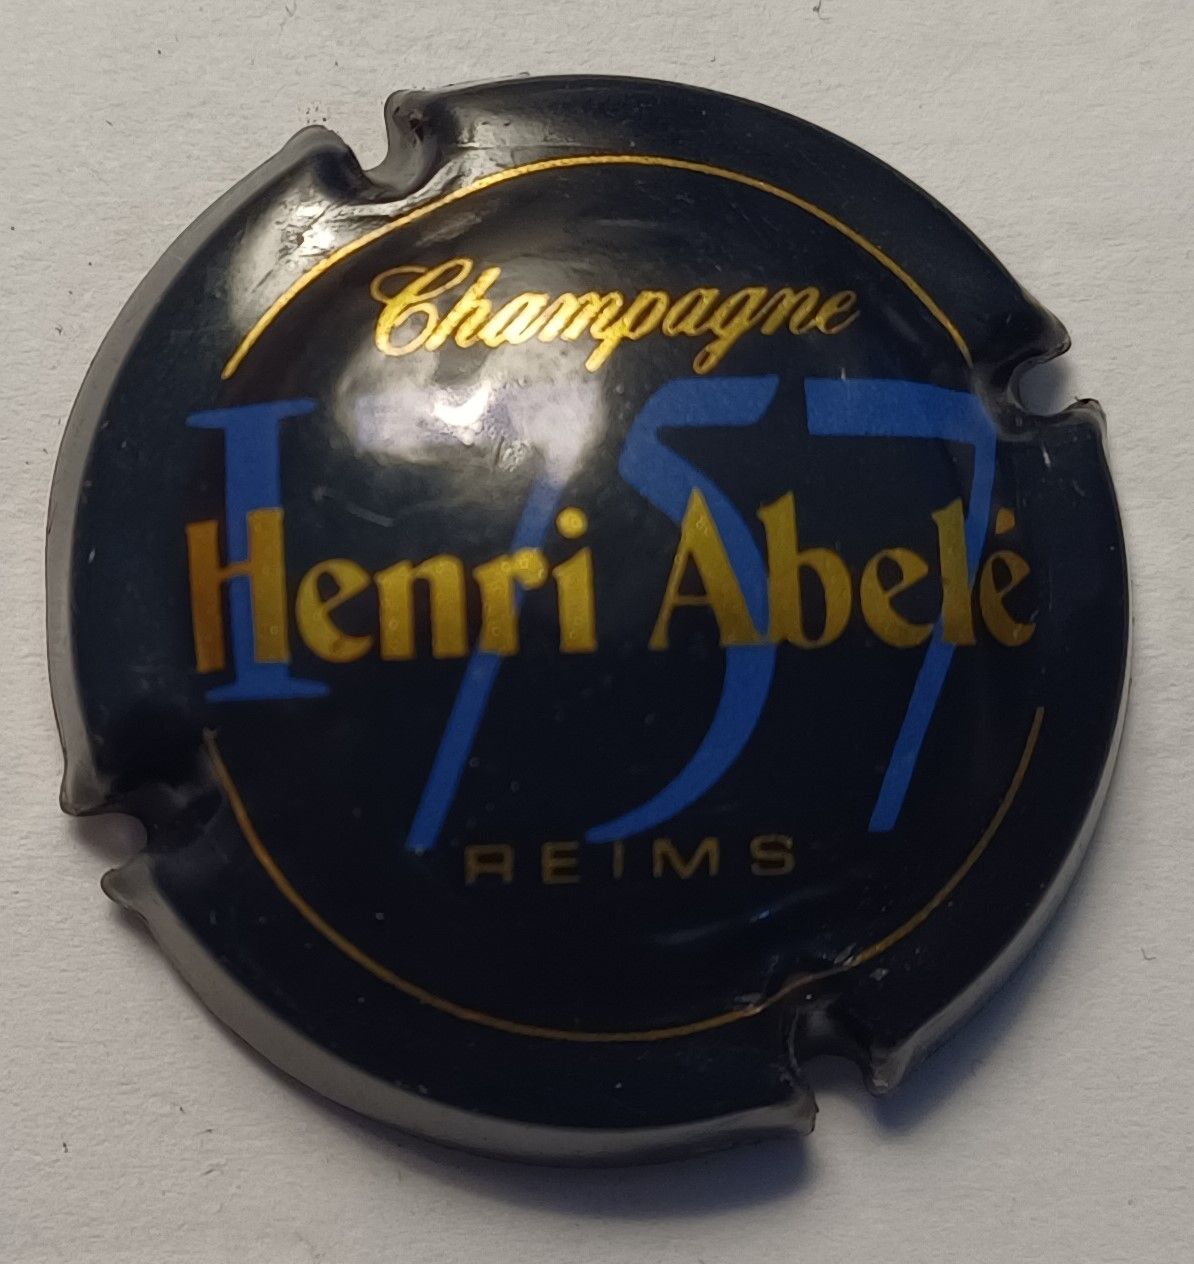 Champagne
1757
Henri Abelé
REIMS